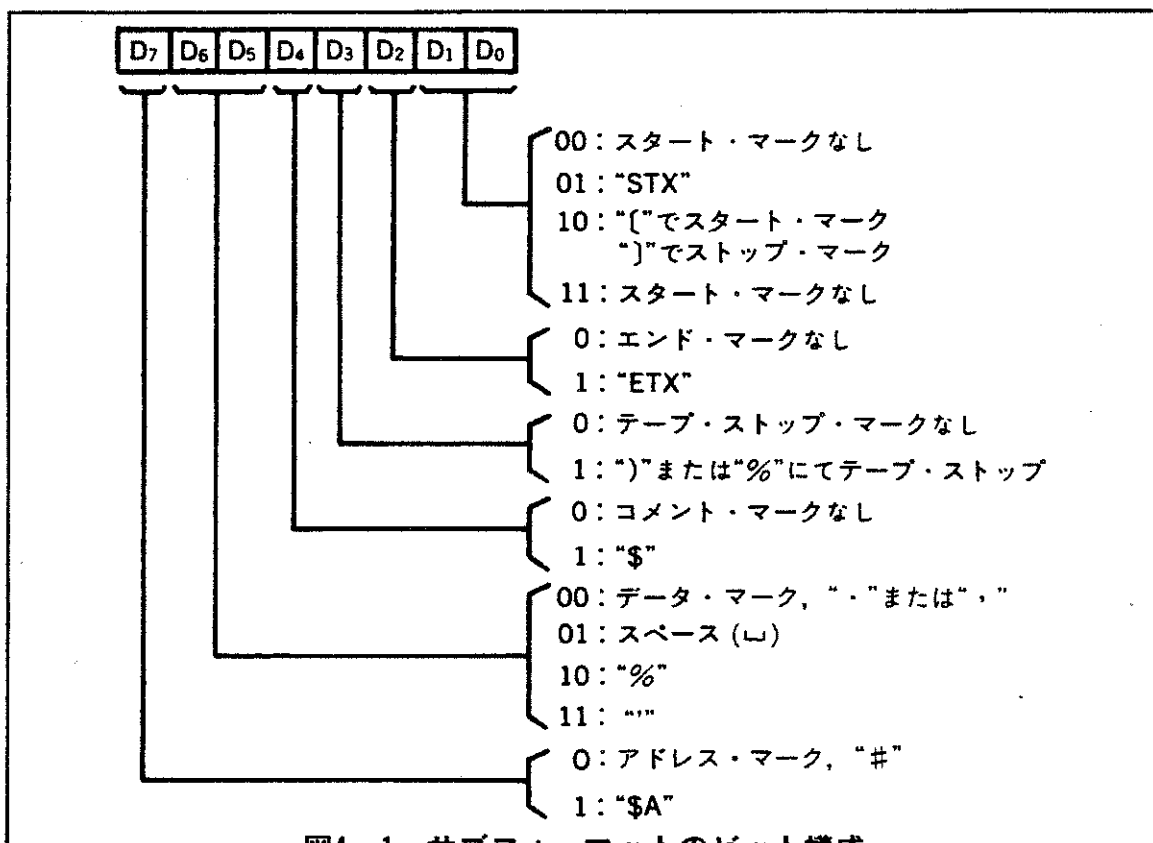 D7 D6 D5 D4 D3 D2 D1 D0
00：スタート・マークなし
01：“STX”
10：“[”でスタート・マーク
“]”でストップ・マーク
11：スタート・マークなし
0：エンド・マークなし
1：“ETX”
0：テープ・ストップ・マークなし
1：“)”または“%”にてテープ・ストップ
0：コメント・マークなし
1：“$”
00：データ・マーク，“・”または“，”
01：スペース (␣)
10：“%”
11：“'”
0：アドレス・マーク，“#”
1：“$A”